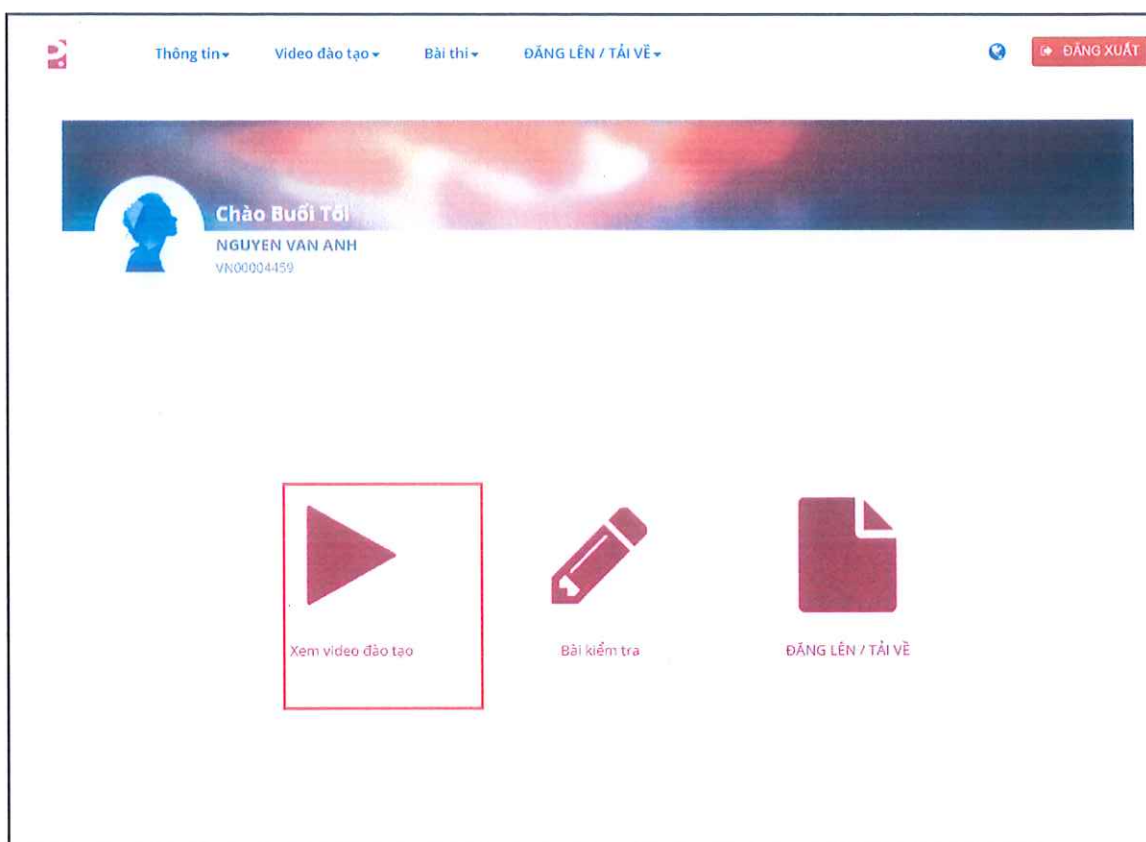 Thông tin Video đào tạo Bài thi ĐĂNG LÊN / TẢI VỀ ĐĂNG XUẤT
Chào Buổi Tối
NGUYEN VAN ANH
VN00004459
Xem video đào tạo Bài kiểm tra ĐĂNG LÊN / TẢI VỀ